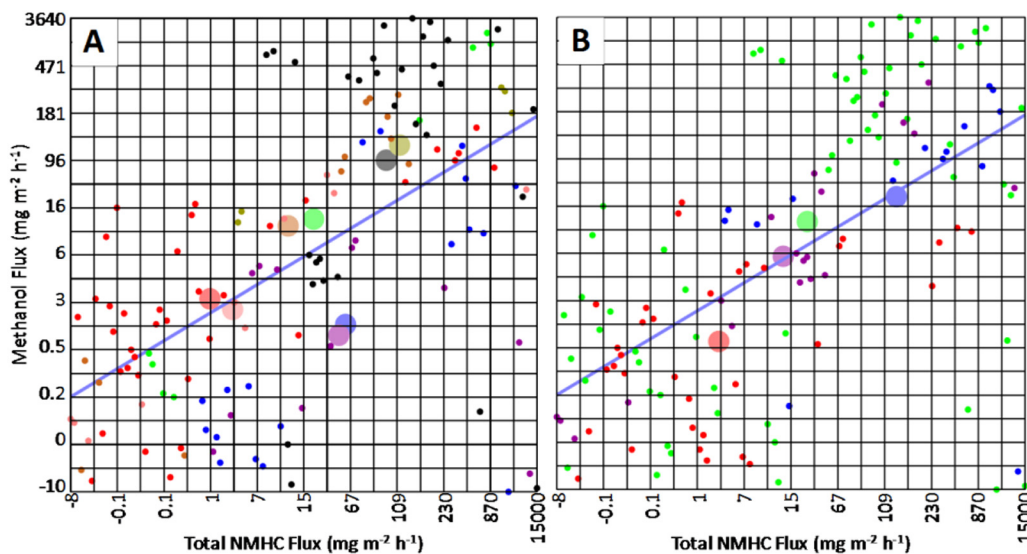 A
B
Methanol Flux (mg m⁻² h⁻¹)
3640
471
181
96
16
6
3
0.5
0.2
0
-10
-8 -0.1 0.1 1 7 15 67 109 230 870 15000
-8 -0.1 0.1 1 7 15 67 109 230 870 15000
Total NMHC Flux (mg m⁻² h⁻¹)
Total NMHC Flux (mg m⁻² h⁻¹)